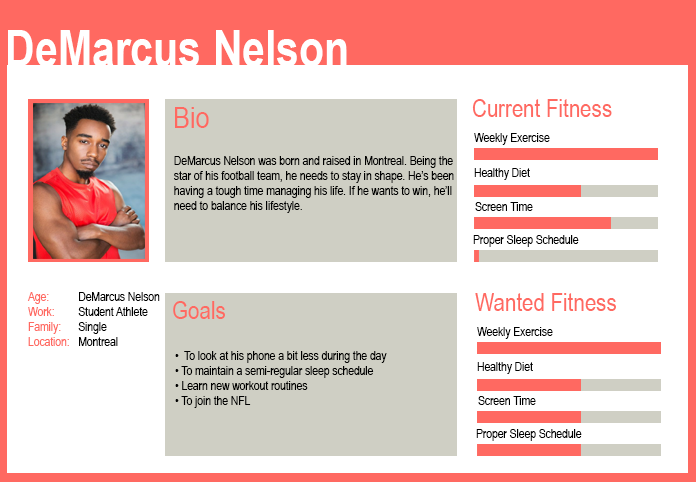 DeMarcus Nelson
Bio
DeMarcus Nelson was born and raised in Montreal. Being the
star of his football team, he needs to stay in shape. He's been
having a tough time managing his life. If he wants to win, he'll
need to balance his lifestyle.
Current Fitness
Weekly Exercise
Healthy Diet
Screen Time
Proper Sleep Schedule
Age: DeMarcus Nelson
Work: Student Athlete
Family: Single
Location: Montreal
Goals
• To look at his phone a bit less during the day
• To maintain a semi-regular sleep schedule
• Learn new workout routines
• To join the NFL
Wanted Fitness
Weekly Exercise
Healthy Diet
Screen Time
Proper Sleep Schedule